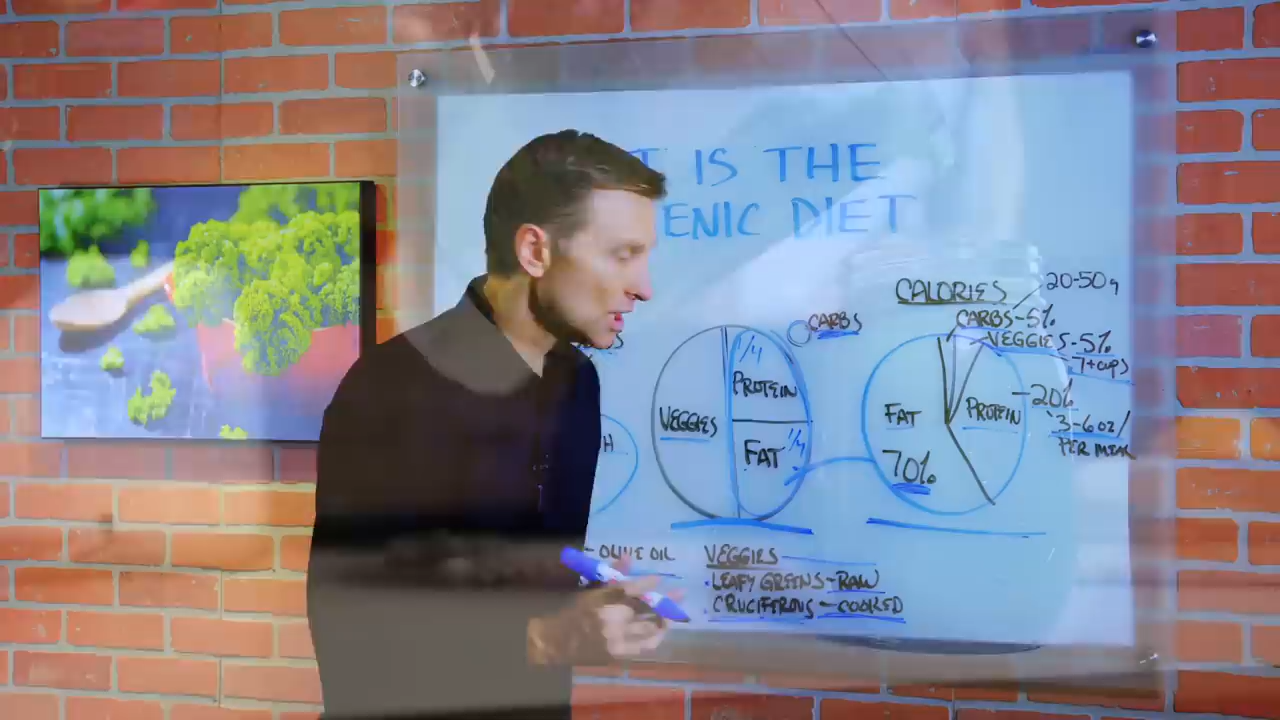 T IS THE
ENIC DIET
CALORIES
20-50g
CARBS-5%
VEGGIES-5%
-7+cups
CARBS
1/4
PROTEIN
VEGGIES
FAT 1/4
H
FAT
70%
PROTEIN
-20%
3-6oz/
PER MEAL
-OLIVE OIL
VEGGIES
·LEAFY GREENS-RAW
·CRUCIFEROUS-COOKED